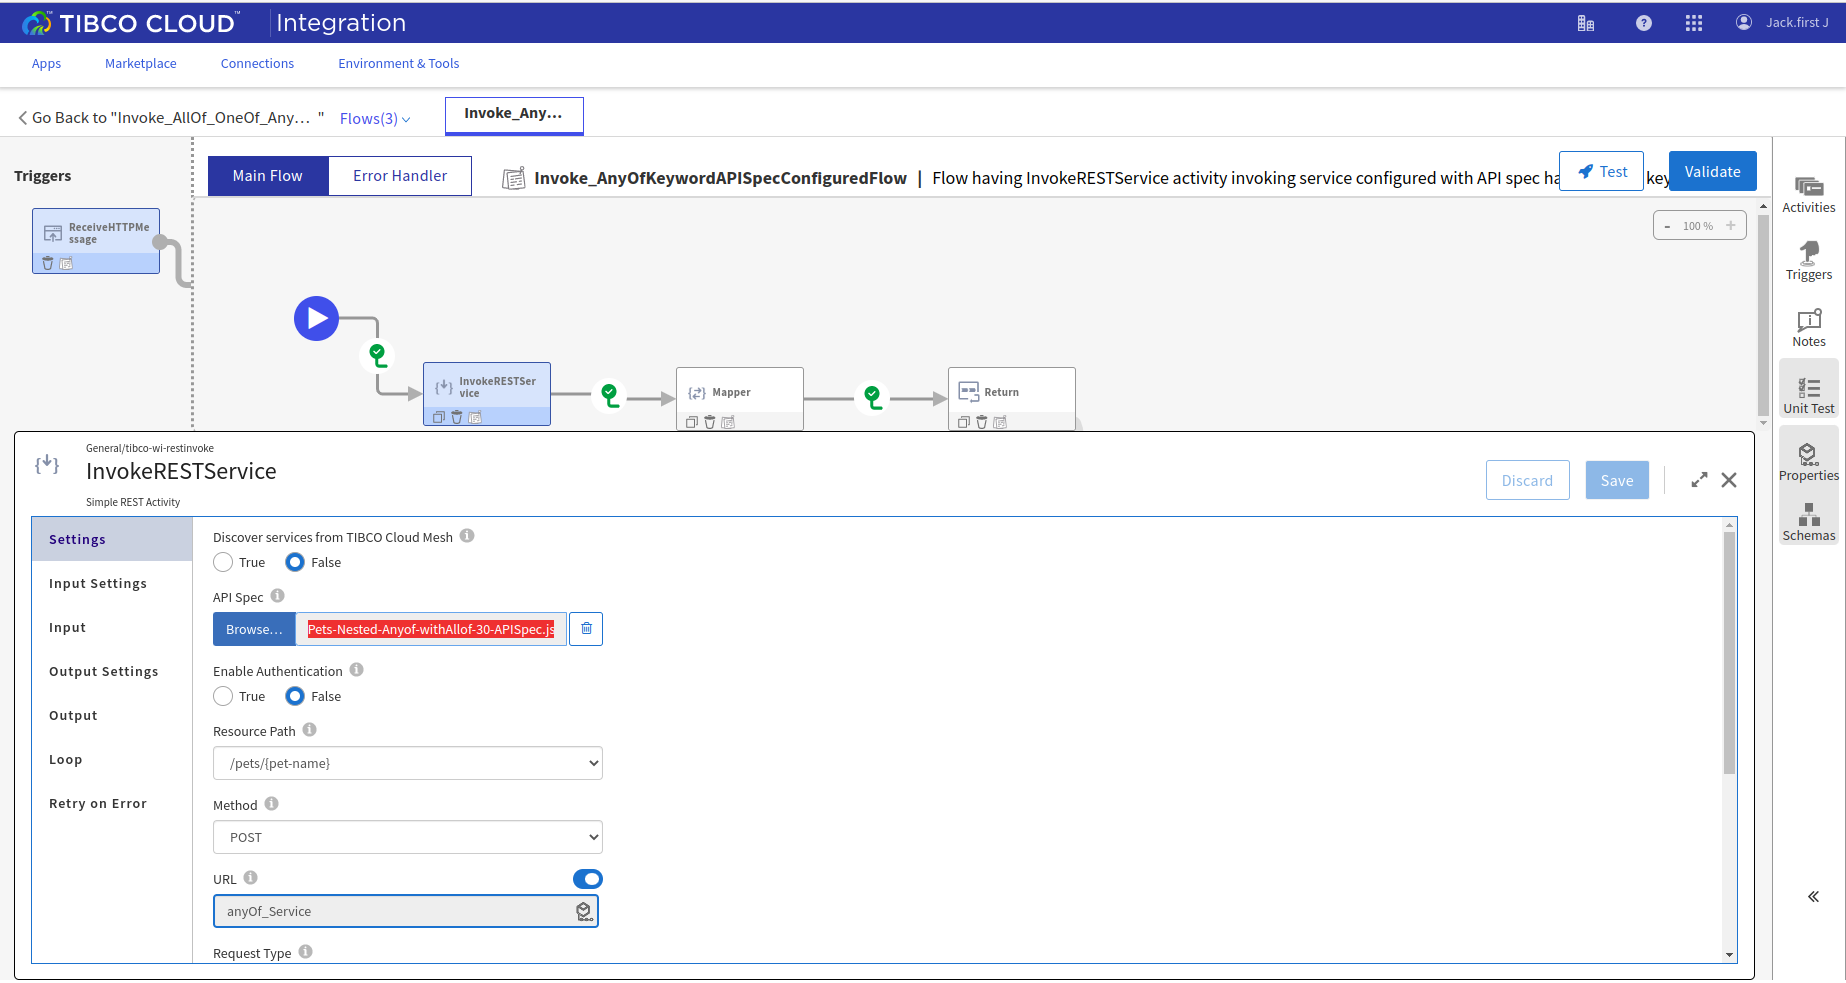 TIBCO CLOUD™ Integration
Jack.first J
Apps Marketplace Connections Environment & Tools
Go Back to "Invoke_AllOf_OneOf_Any... " Flows(3) Invoke_Any...
Triggers
Main Flow Error Handler Invoke_AnyOfKeywordAPISpecConfiguredFlow | Flow having InvokeRESTService activity invoking service configured with API spec ha Test key Validate
ReceiveHTTPMe
ssage
- 100 % +
InvokeRESTSer
vice
Mapper
Return
Activities
Triggers
Notes
Unit Test
Properties
Schemas
General/tibco-wi-restinvoke
InvokeRESTService
Simple REST Activity
Discard Save
Settings
Input Settings
Input
Output Settings
Output
Loop
Retry on Error
Discover services from TIBCO Cloud Mesh
True False
API Spec
Browse... Pets-Nested-Anyof-withAllof-30-APISpec.js
Enable Authentication
True False
Resource Path
/pets/{pet-name}
Method
POST
URL
anyOf_Service
Request Type